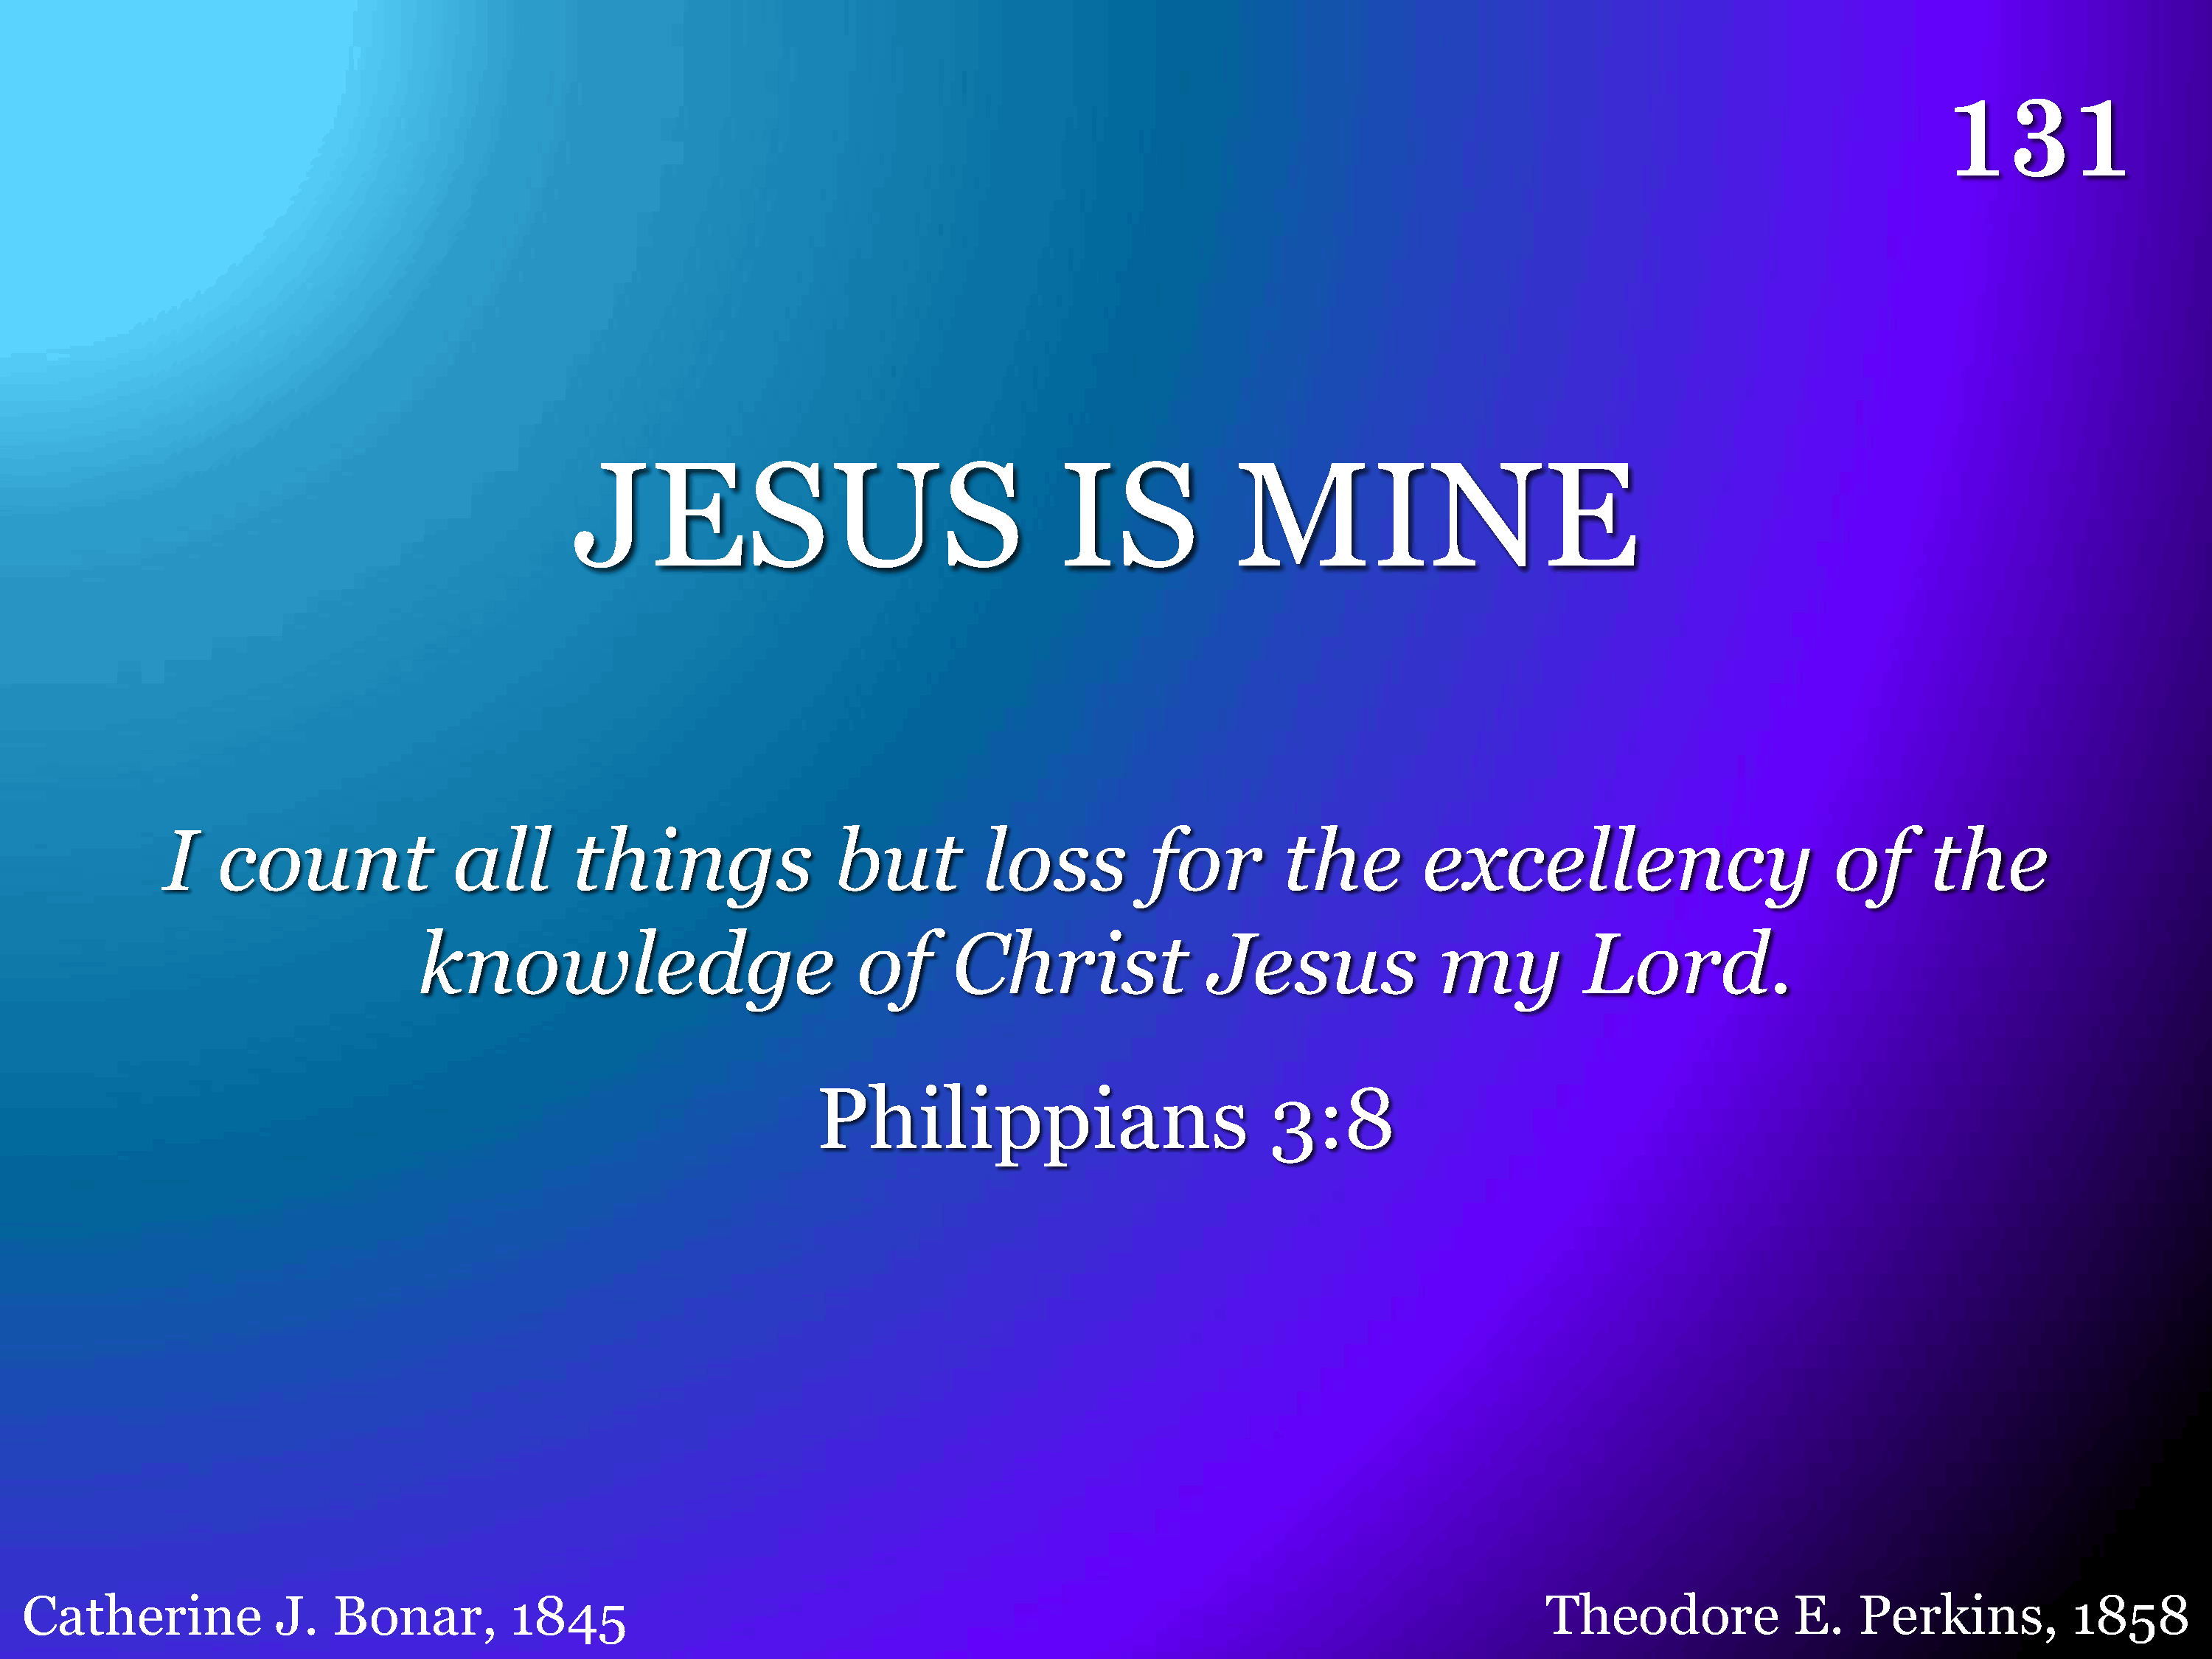 131
JESUS IS MINE
I count all things but loss for the excellency of the
knowledge of Christ Jesus my Lord.
Philippians 3:8
Catherine J. Bonar, 1845
Theodore E. Perkins, 1858